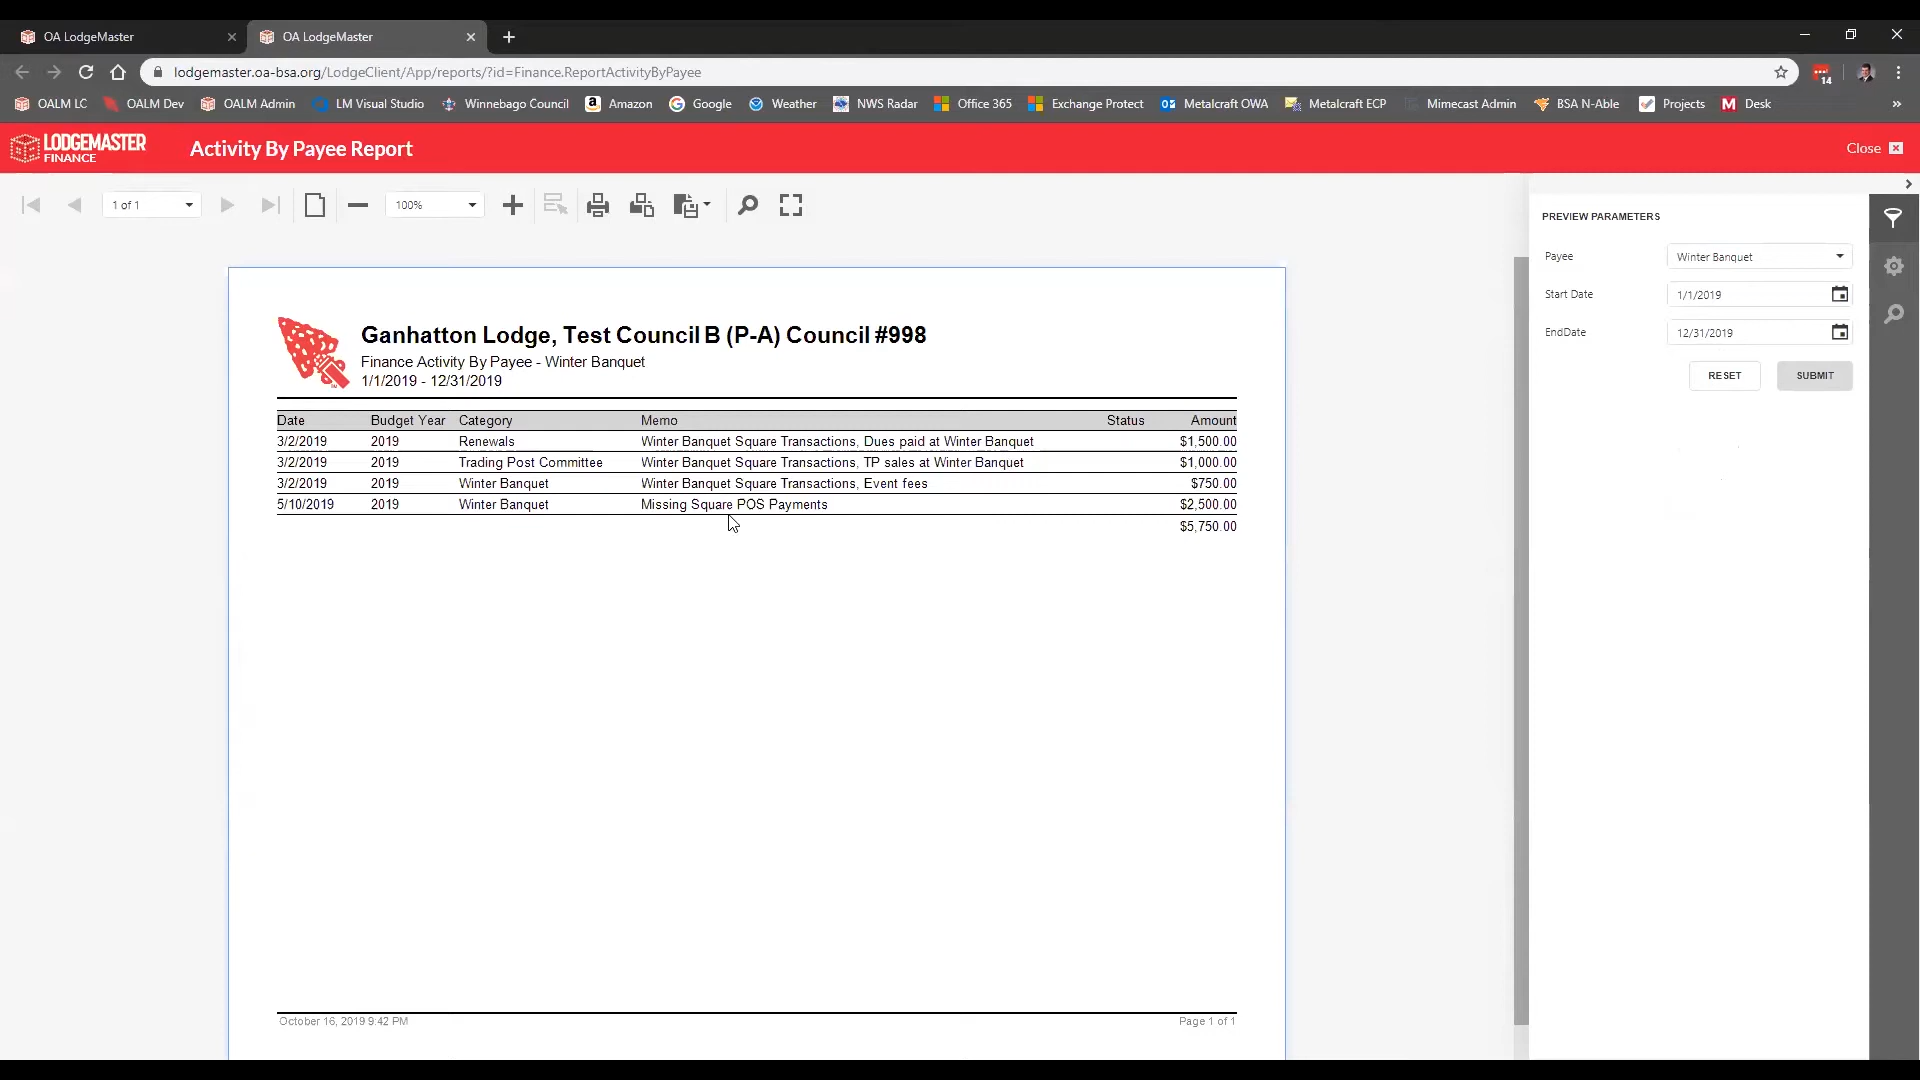 OA LodgeMaster
OA LodgeMaster
lodgemaster.oa-bsa.org/LodgeClient/App/reports/?id=Finance.ReportActivityByPayee
14
OALM LC OALM Dev OALM Admin LM Visual Studio Winnebago Council Amazon Google Weather NWS Radar Office 365 Exchange Protect Metalcraft OWA Metalcraft ECP Mimecast Admin BSA N-Able Projects Desk
LODGEMASTER
FINANCE
Activity By Payee Report
Close
1 of 1
100%
PREVIEW PARAMETERS
Payee Winter Banquet
Start Date 1/1/2019
EndDate 12/31/2019
RESET SUBMIT
Ganhatton Lodge, Test Council B (P-A) Council #998
Finance Activity By Payee - Winter Banquet
1/1/2019 - 12/31/2019
Date Budget Year Category Memo Status Amount
3/2/2019 2019 Renewals Winter Banquet Square Transactions, Dues paid at Winter Banquet $1,500.00
3/2/2019 2019 Trading Post Committee Winter Banquet Square Transactions, TP sales at Winter Banquet $1,000.00
3/2/2019 2019 Winter Banquet Winter Banquet Square Transactions, Event fees $750.00
5/10/2019 2019 Winter Banquet Missing Square POS Payments $2,500.00
$5,750.00
October 16, 2019 9:42 PM Page 1 of 1